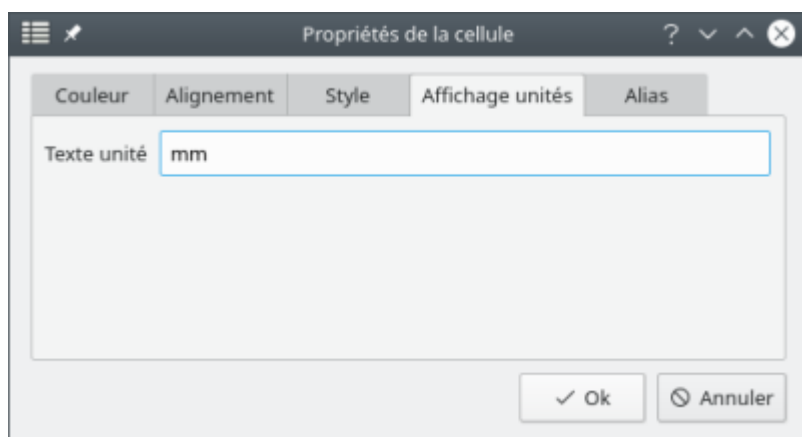 Propriétés de la cellule ?
Couleur Alignement Style Affichage unités Alias
Texte unité mm
Ok Annuler